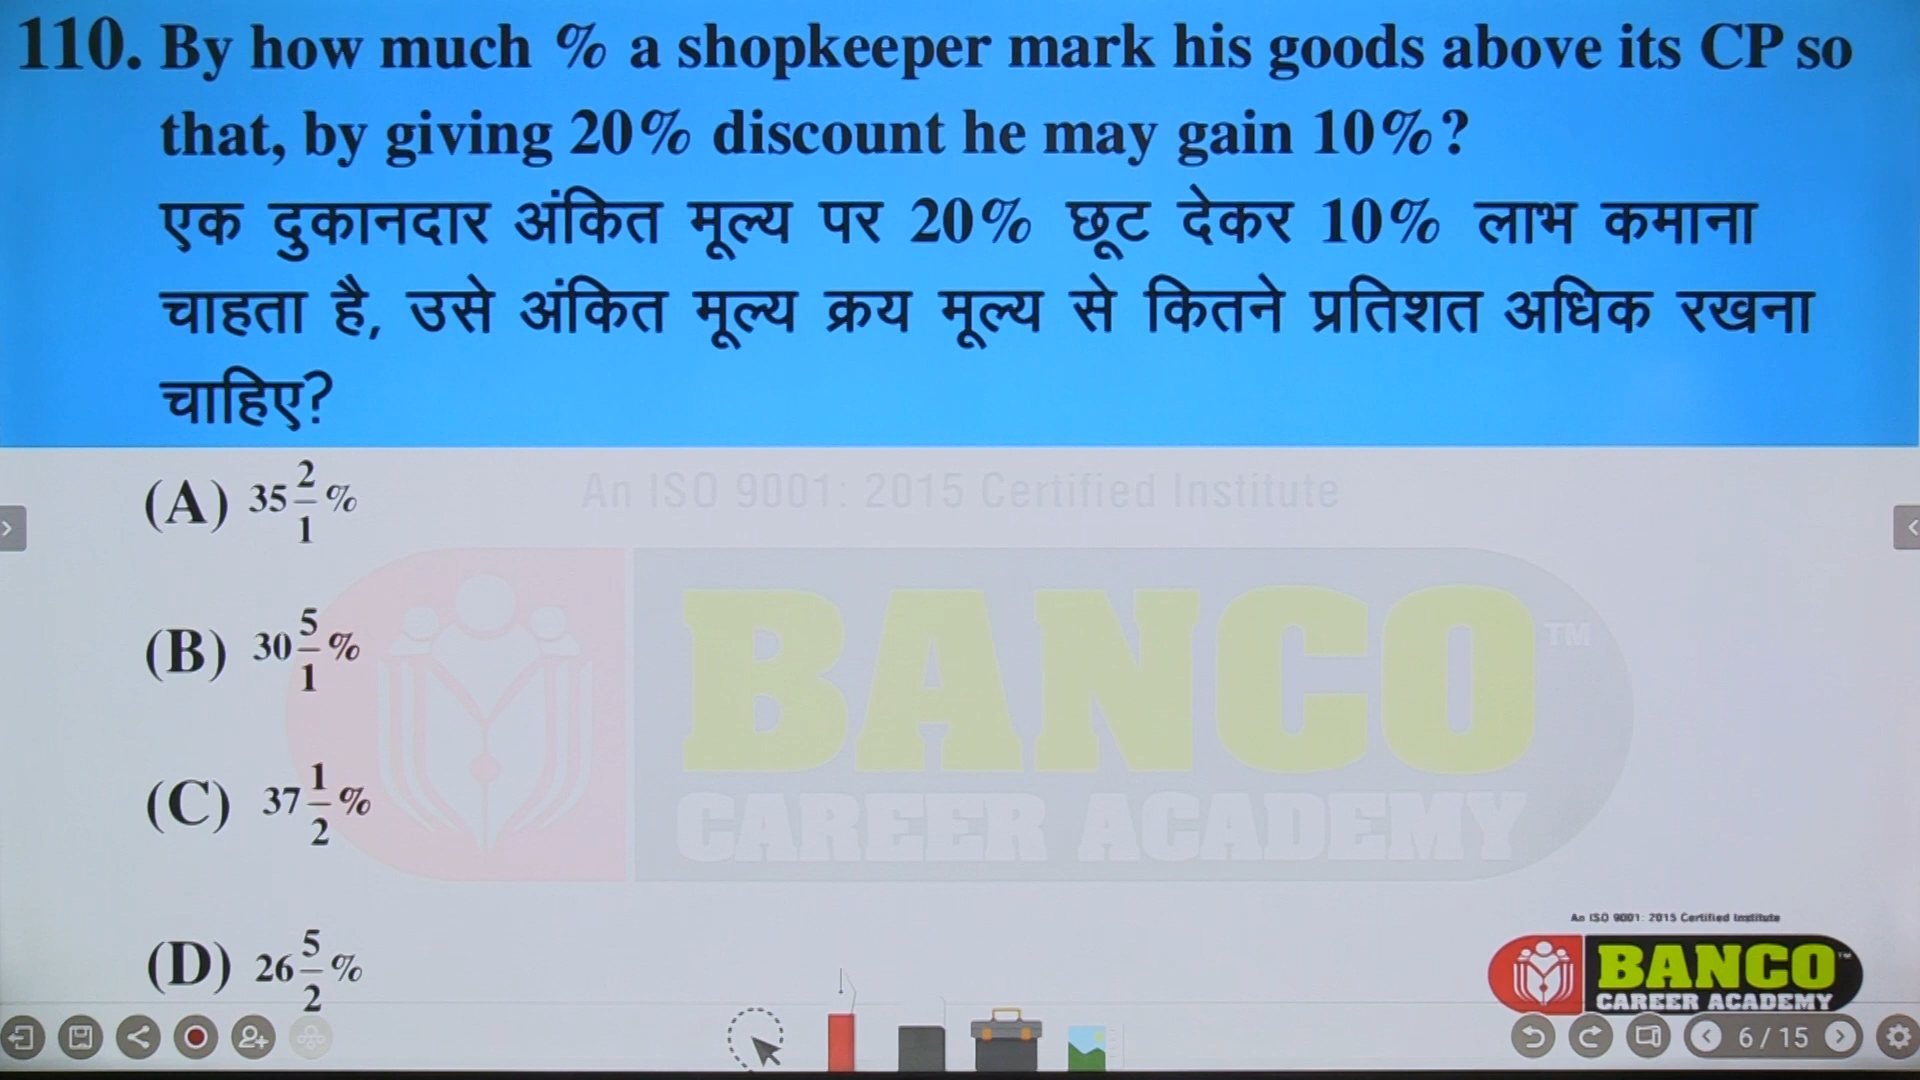 110. By how much % a shopkeeper mark his goods above its CP so
that, by giving 20% discount he may gain 10%?
एक दुकानदार अंकित मूल्य पर 20% छूट देकर 10% लाभ कमाना
चाहता है, उसे अंकित मूल्य क्रय मूल्य से कितने प्रतिशत अधिक रखना
चाहिए?
(A) 35 2/1 %
An ISO 9001: 2015 Certified Institute
(B) 30 5/1 %
BANCO TM
CAREER ACADEMY
(C) 37 1/2 %
(D) 26 5/2 %
An ISO 9001: 2015 Certified Institute
BANCO TM
CAREER ACADEMY
6 / 15